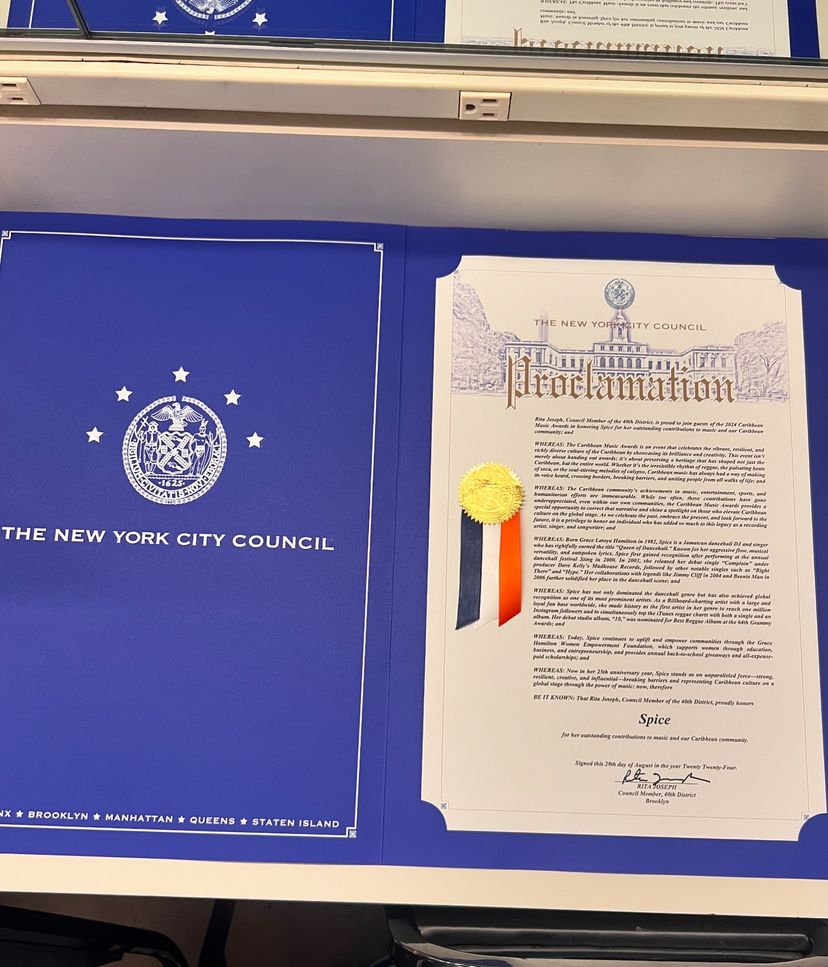 THE NEW YORK CITY COUNCIL
Proclamation
Rita Joseph, Council Member of the 40th District, is proud to join guests of the 2024 Caribbean
Music Awards in honoring Spice for her outstanding contributions to music and our Caribbean
community; and
WHEREAS: The Caribbean Music Awards is an event that celebrates the vibrant, resilient, and
richly diverse culture of the Caribbean by showcasing its brilliance and creativity. This event isn't
merely about handing out awards; it's about preserving a heritage that has shaped not just the
Caribbean, but the entire world. Whether it's the irresistible rhythm of reggae, the pulsating beats
of soca, or the soul-stirring melodies of calypso, Caribbean music has always had a way of making
its voice heard, crossing borders, breaking barriers, and uniting people from all walks of life; and
WHEREAS: The Caribbean community's achievements in music, entertainment, sports, and
humanitarian efforts are immeasurable. While too often, these contributions have gone
underappreciated, even within our own communities, the Caribbean Music Awards provides a
special opportunity to correct that narrative and shine a spotlight on those who elevate Caribbean
culture on the global stage. As we celebrate the past, embrace the present, and look forward to the
future, it is a privilege to honor an individual who has added so much to this legacy as a recording
artist, singer, and songwriter; and
WHEREAS: Born Grace Latoya Hamilton in 1982, Spice is a Jamaican dancehall DJ and singer
who has rightfully earned the title "Queen of Dancehall." Known for her aggressive flow, musical
versatility, and outspoken lyrics, Spice first gained recognition after performing at the annual
dancehall festival Sting in 2000. In 2003, she released her debut single "Complain" under
producer Dave Kelly's Madhouse Records, followed by other notable singles such as "Right
There" and "Hype." Her collaborations with legends like Jimmy Cliff in 2004 and Beenie Man in
2006 further solidified her place in the dancehall scene; and
WHEREAS: Spice has not only dominated the dancehall genre but has also achieved global
recognition as one of its most prominent artists. As a Billboard-charting artist with a large and
loyal fan base worldwide, she made history as the first artist in her genre to reach one million
Instagram followers and to simultaneously top the iTunes reggae charts with both a single and an
album. Her debut studio album, "10," was nominated for Best Reggae Album at the 64th Grammy
Awards; and
WHEREAS: Today, Spice continues to uplift and empower communities through the Grace
Hamilton Women Empowerment Foundation, which supports women through education,
business, and entrepreneurship, and provides annual back-to-school giveaways and all-expense-
paid scholarships; and
WHEREAS: Now in her 25th anniversary year, Spice stands as an unparalleled force—strong,
resilient, creative, and influential—breaking barriers and representing Caribbean culture on a
global stage through the power of music; now, therefore
BE IT KNOWN: That Rita Joseph, Council Member of the 40th District, proudly honors
Spice
for her outstanding contributions to music and our Caribbean community.
Signed this 29th day of August in the year Twenty Twenty-Four.
RITA JOSEPH
Council Member, 40th District
Brooklyn
1625
THE NEW YORK CITY COUNCIL
NX ★ BROOKLYN ★ MANHATTAN ★ QUEENS ★ STATEN ISLAND